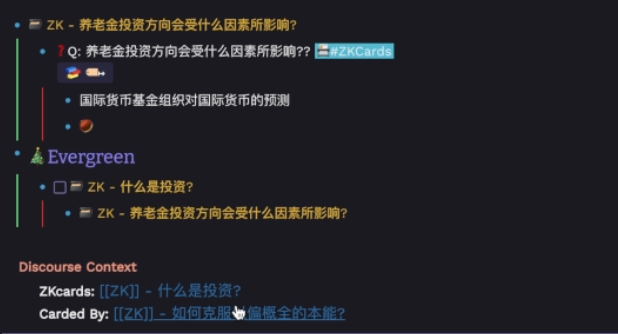 ZK - 养老金投资方向会受什么因素所影响?
Q: 养老金投资方向会受什么因素所影响?? #ZKCards
国际货币基金组织对国际货币的预测
Evergreen
ZK - 什么是投资?
ZK - 养老金投资方向会受什么因素所影响?
Discourse Context
ZKcards: [[ZK]] - 什么是投资?
Carded By: [[ZK]] - 如何克服偏概全的本能?